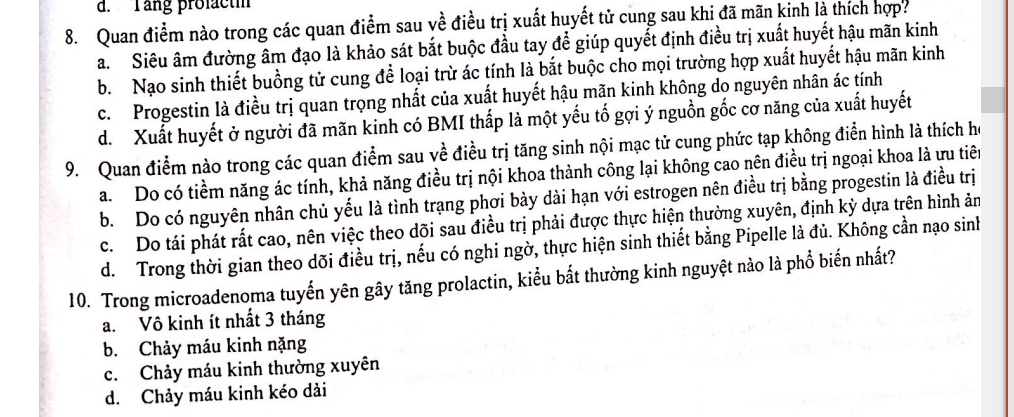 d. Tăng prolactin
8. Quan điểm nào trong các quan điểm sau về điều trị xuất huyết tử cung sau khi đã mãn kinh là thích hợp?
a. Siêu âm đường âm đạo là khảo sát bắt buộc đầu tay để giúp quyết định điều trị xuất huyết hậu mãn kinh
b. Nạo sinh thiết buồng tử cung để loại trừ ác tính là bắt buộc cho mọi trường hợp xuất huyết hậu mãn kinh
c. Progestin là điều trị quan trọng nhất của xuất huyết hậu mãn kinh không do nguyên nhân ác tính
d. Xuất huyết ở người đã mãn kinh có BMI thấp là một yếu tố gợi ý nguồn gốc cơ năng của xuất huyết
9. Quan điểm nào trong các quan điểm sau về điều trị tăng sinh nội mạc tử cung phức tạp không điển hình là thích
a. Do có tiềm năng ác tính, khả năng điều trị nội khoa thành công lại không cao nên điều trị ngoại khoa là ưu
b. Do có nguyên nhân chủ yếu là tình trạng phơi bày dài hạn với estrogen nên điều trị bằng progestin là điều trị
c. Do tái phát rất cao, nên việc theo dõi sau điều trị phải được thực hiện thường xuyên, định kỳ dựa trên hình
d. Trong thời gian theo dõi điều trị, nếu có nghi ngờ, thực hiện sinh thiết bằng Pipelle là đủ. Không cần nạo sinh
10. Trong microadenoma tuyến yên gây tăng prolactin, kiểu bất thường kinh nguyệt nào là phổ biến nhất?
a. Vô kinh ít nhất 3 tháng
b. Chảy máu kinh nặng
c. Chảy máu kinh thường xuyên
d. Chảy máu kinh kéo dài